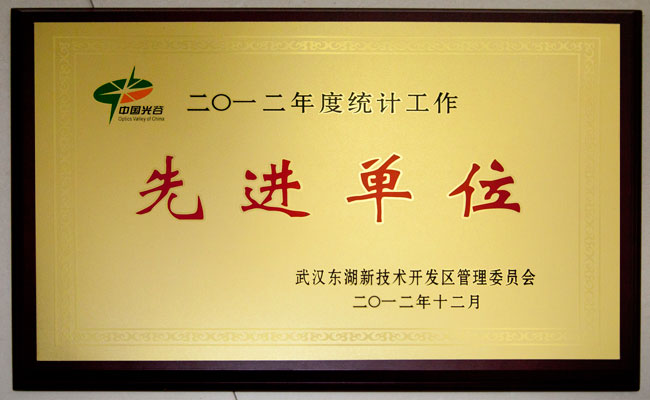 中国光谷
Optics Valley of China
二〇一二年度统计工作
先进单位
武汉东湖新技术开发区管理委员会
二〇一二年十二月